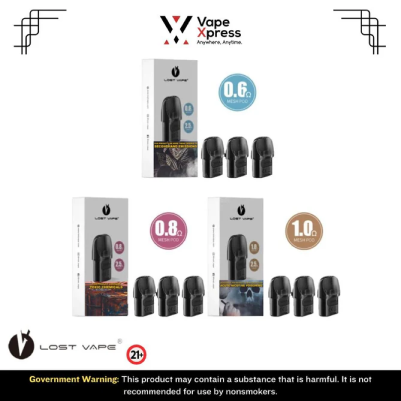 Vape
Xpress
Anywhere, Anytime.
LOST VAPE
0.6Ω
MESH POD
LOST VAPE
0.8Ω
MESH POD
LOST VAPE
1.0Ω
MESH POD
LOST VAPE
21+
Government Warning: This product may contain a substance that is harmful. It is not
recommended for use by nonsmokers.